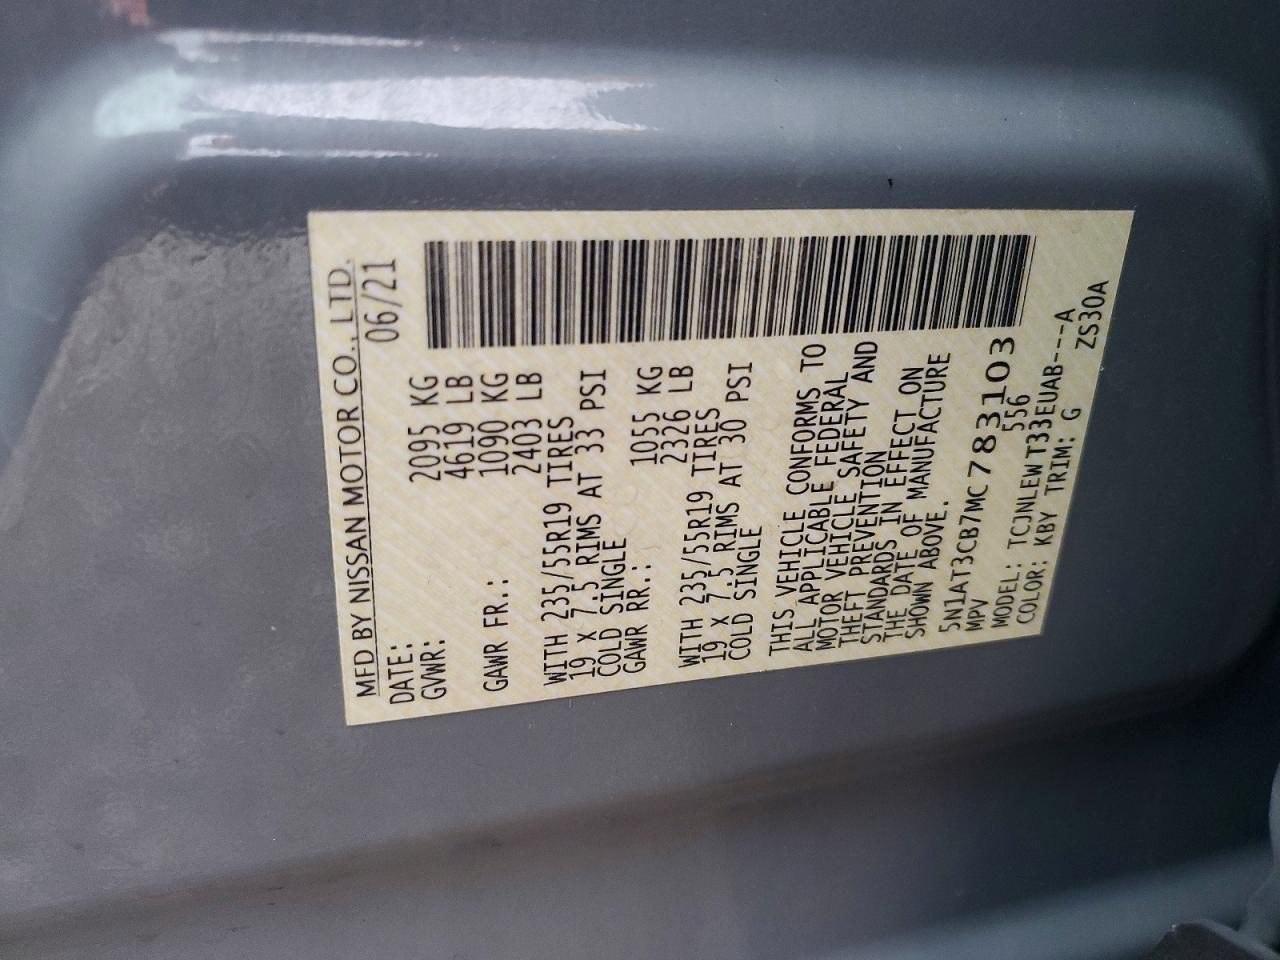 MFD BY NISSAN MOTOR CO., LTD.
DATE: 06/21
GVWR: 2095 KG
4619 LB
GAWR FR.: 1090 KG
2403 LB
WITH 235/55R19 TIRES
19 X 7.5 RIMS AT 33 PSI
COLD SINGLE
GAWR RR.: 1055 KG
2326 LB
WITH 235/55R19 TIRES
19 X 7.5 RIMS AT 30 PSI
COLD SINGLE
THIS VEHICLE CONFORMS TO
ALL APPLICABLE FEDERAL
MOTOR VEHICLE SAFETY AND
THEFT PREVENTION
STANDARDS IN EFFECT ON
THE DATE OF MANUFACTURE
SHOWN ABOVE.
5N1AT3CB7MC783103
MPV 556
MODEL: TCJNLEWT33EUAB---A
COLOR: KBY TRIM: G ZS30A